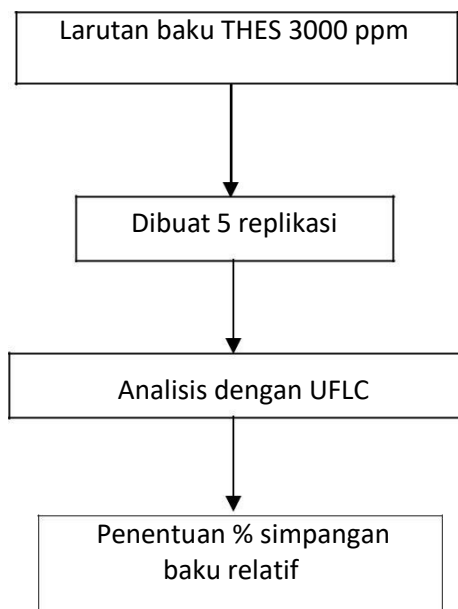 Larutan baku THES 3000 ppm
Dibuat 5 replikasi
Analisis dengan UFLC
Penentuan % simpangan
baku relatif